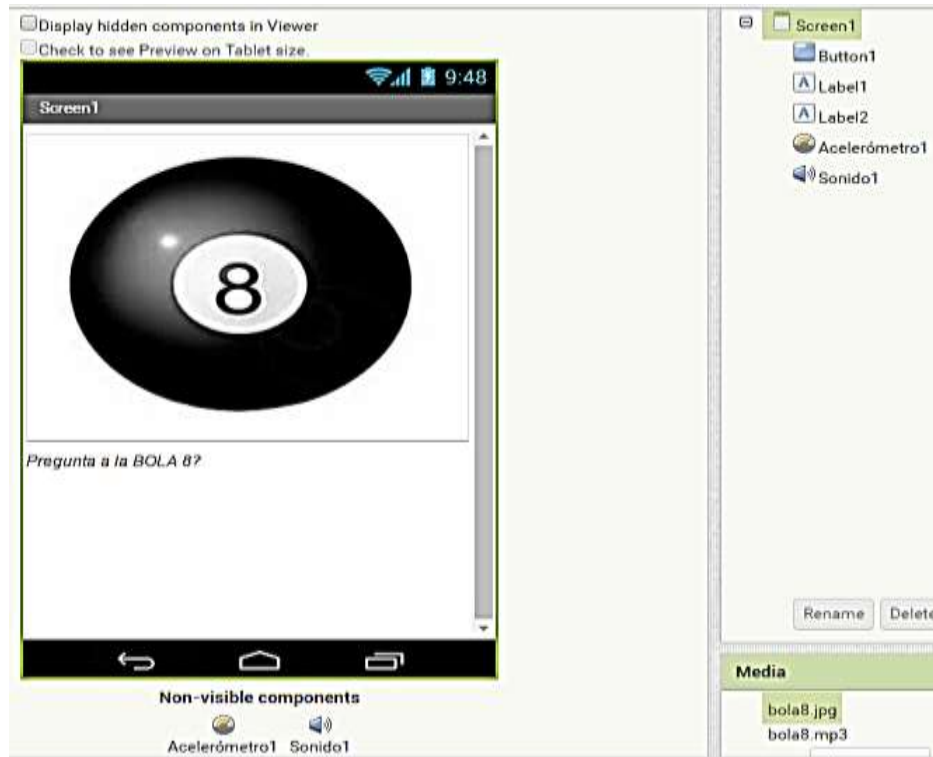 Display hidden components in Viewer
Check to see Preview on Tablet size.
9:48
Screen1
8
Pregunta a la BOLA 8?
Non-visible components
Acelerómetro1 Sonido1
Screen1
Button1
Label1
Label2
Acelerómetro1
Sonido1
Rename Delete
Media
bola8.jpg
bola8.mp3